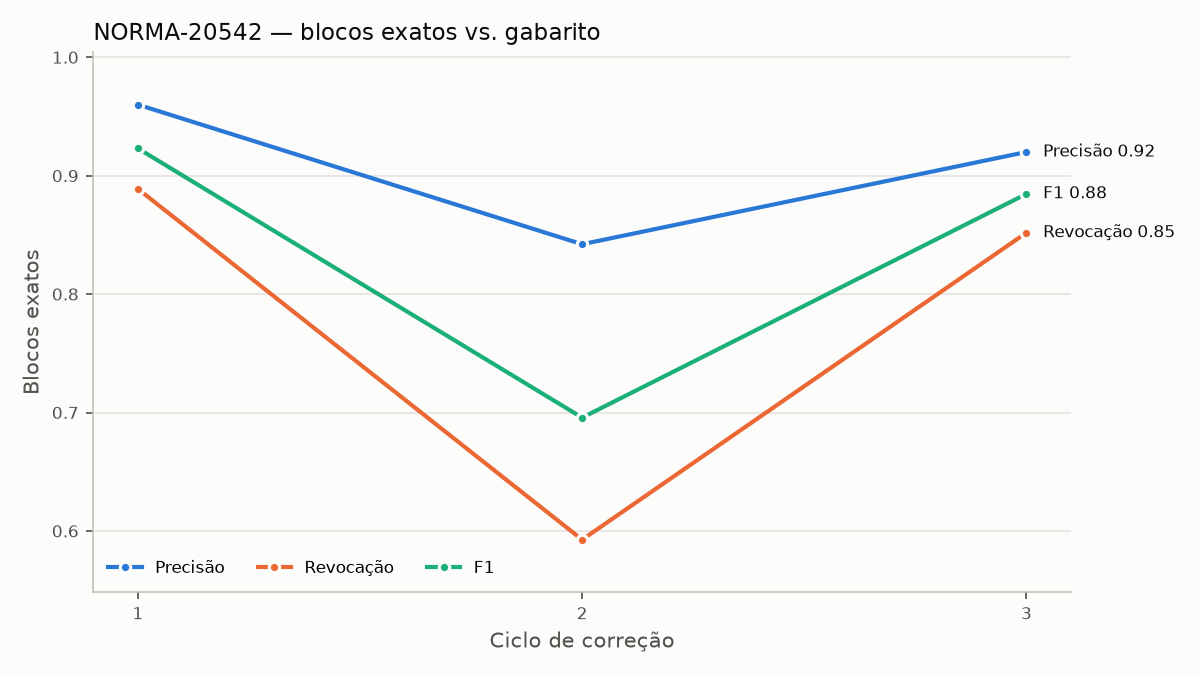 NORMA-20542 — blocos exatos vs. gabarito
1.0
0.9
0.8
0.7
0.6
Blocos exatos
Precisão 0.92
F1 0.88
Revocação 0.85
Precisão
Revocação
F1
1
2
3
Ciclo de correção